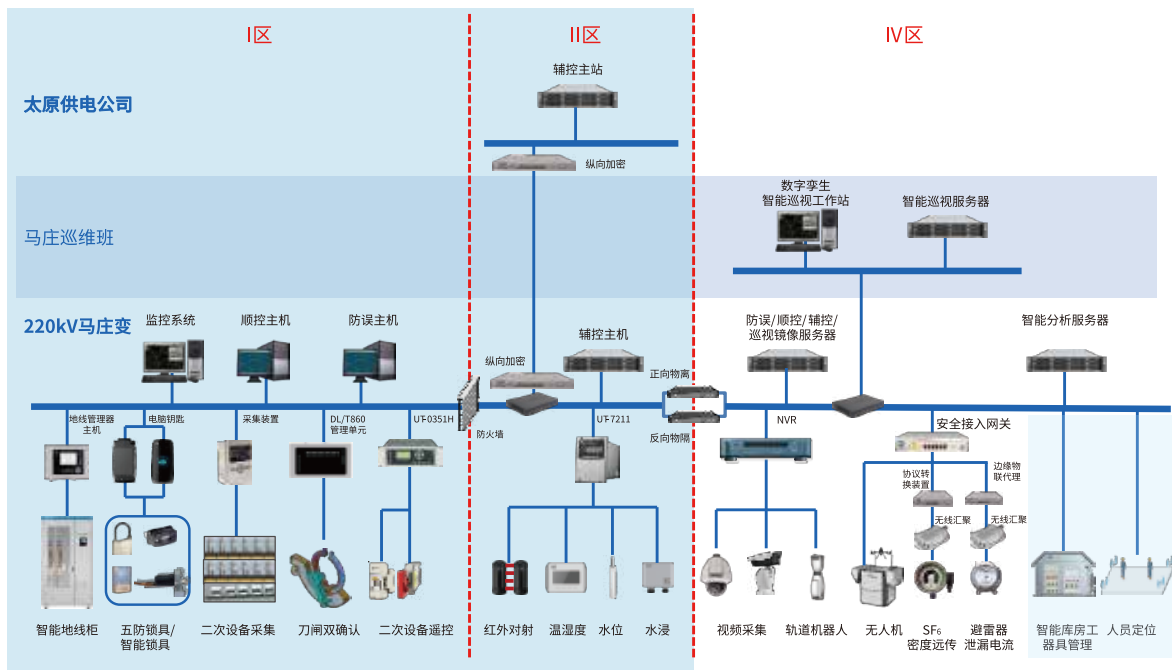 I区
II区
IV区
辅控主站
太原供电公司
纵向加密
数字孪生
智能巡视工作站
智能巡视服务器
马庄巡维班
220kV马庄变
监控系统
顺控主机
防误主机
辅控主机
防误/顺控/辅控/
巡视镜像服务器
智能分析服务器
纵向加密
正向物离
地线管理器
主机
电脑钥匙
采集装置
DL/T860
管理单元
UT-0351H
防火墙
UT-7211
反向物隔
NVR
安全接入网关
协议转
换装置
边缘物
联代理
无线汇聚
无线汇聚
智能地线柜
五防锁具/
智能锁具
二次设备采集
刀闸双确认
二次设备遥控
红外对射
温湿度
水位
水浸
视频采集
轨道机器人
无人机
SF₆
密度远传
避雷器
泄漏电流
智能库房工
器具管理
人员定位